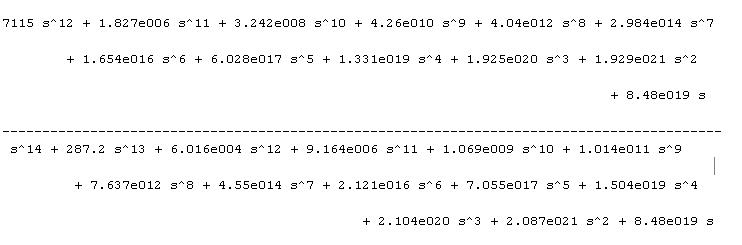 7115 s^12 + 1.827e006 s^11 + 3.242e008 s^10 + 4.26e010 s^9 + 4.04e012 s^8 + 2.984e014 s^7
+ 1.654e016 s^6 + 6.028e017 s^5 + 1.331e019 s^4 + 1.925e020 s^3 + 1.929e021 s^2
+ 8.48e019 s
------------------------------------------------------------------------------------------
s^14 + 287.2 s^13 + 6.016e004 s^12 + 9.164e006 s^11 + 1.069e009 s^10 + 1.014e011 s^9
+ 7.637e012 s^8 + 4.55e014 s^7 + 2.121e016 s^6 + 7.055e017 s^5 + 1.504e019 s^4
+ 2.104e020 s^3 + 2.087e021 s^2 + 8.48e019 s